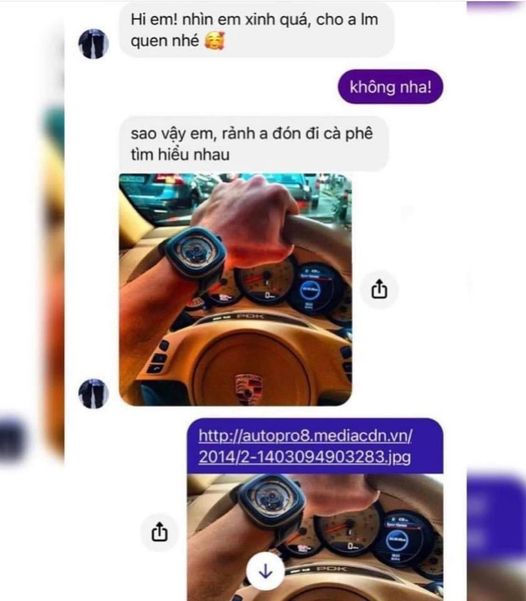 Hi em! nhìn em xinh quá, cho a lm
quen nhé 🥰
không nha!
sao vậy em, rảnh a đón đi cà phê
tìm hiểu nhau
PDK
http://autopro8.mediacdn.vn/
2014/2-1403094903283.jpg
PDK